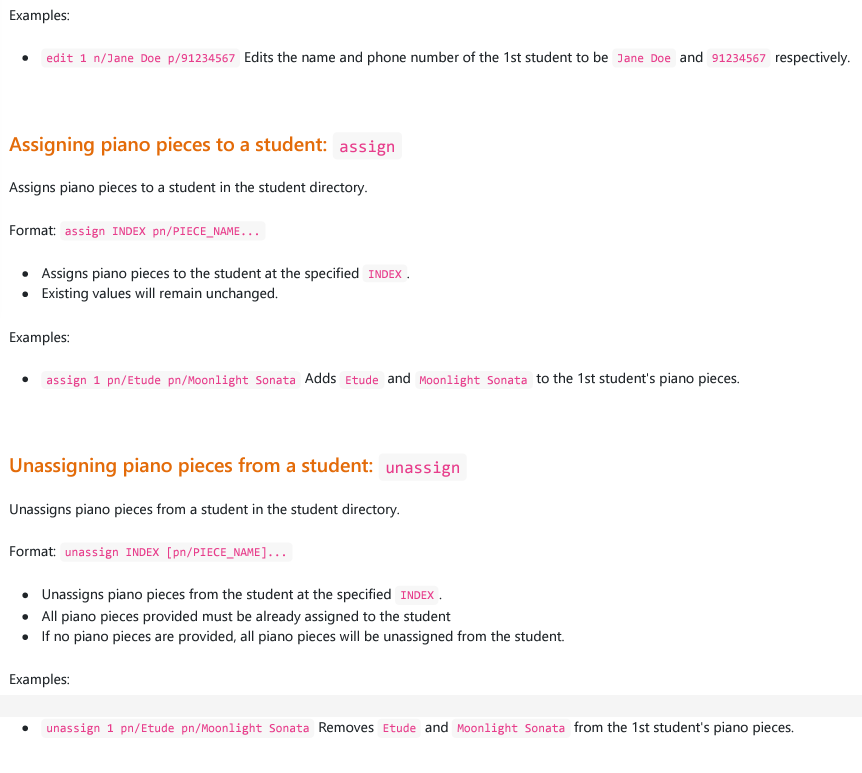 Examples:
• edit 1 n/Jane Doe p/91234567 Edits the name and phone number of the 1st student to be Jane Doe and 91234567 respectively.
Assigning piano pieces to a student: assign
Assigns piano pieces to a student in the student directory.
Format: assign INDEX pn/PIECE_NAME...
• Assigns piano pieces to the student at the specified INDEX.
• Existing values will remain unchanged.
Examples:
• assign 1 pn/Etude pn/Moonlight Sonata Adds Etude and Moonlight Sonata to the 1st student's piano pieces.
Unassigning piano pieces from a student: unassign
Unassigns piano pieces from a student in the student directory.
Format: unassign INDEX [pn/PIECE_NAME]...
• Unassigns piano pieces from the student at the specified INDEX.
• All piano pieces provided must be already assigned to the student
• If no piano pieces are provided, all piano pieces will be unassigned from the student.
Examples:
• unassign 1 pn/Etude pn/Moonlight Sonata Removes Etude and Moonlight Sonata from the 1st student's piano pieces.